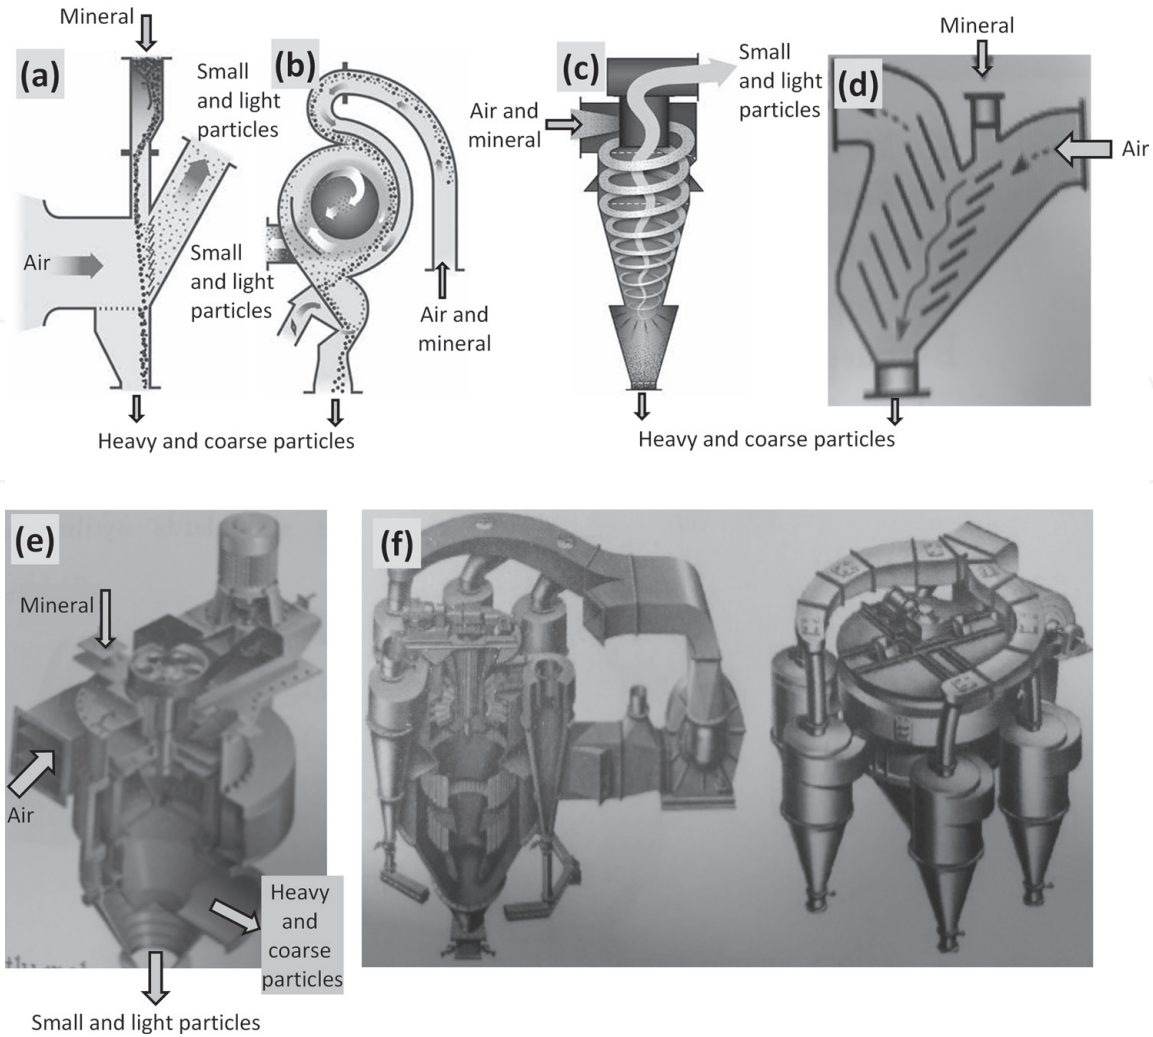 Mineral
(a)
Small
and light
particles
Air
Small
and light
particles
(b)
Air and
mineral
Heavy and coarse particles
(c)
Small
and light
particles
Air and
mineral
Mineral
(d)
Air
Heavy and coarse particles
(e)
Mineral
Air
Heavy
and
coarse
particles
Small and light particles
(f)